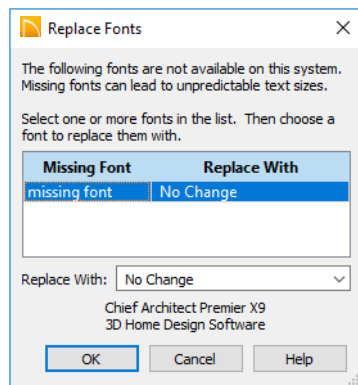 Replace Fonts
The following fonts are not available on this system.
Missing fonts can lead to unpredictable text sizes.
Select one or more fonts in the list. Then choose a
font to replace them with.
Missing Font Replace With
missing font No Change
Replace With: No Change
Chief Architect Premier X9
3D Home Design Software
OK Cancel Help